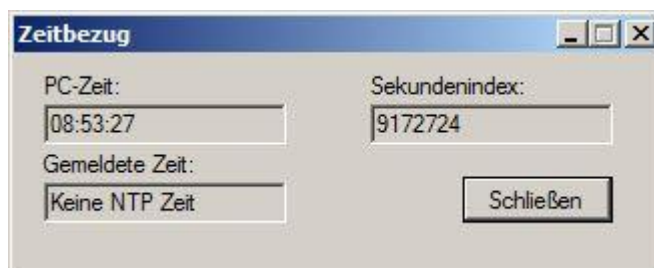 Zeitbezug
PC-Zeit:
Sekundenindex:
08:53:27
9172724
Gemeldete Zeit:
Keine NTP Zeit
Schließen